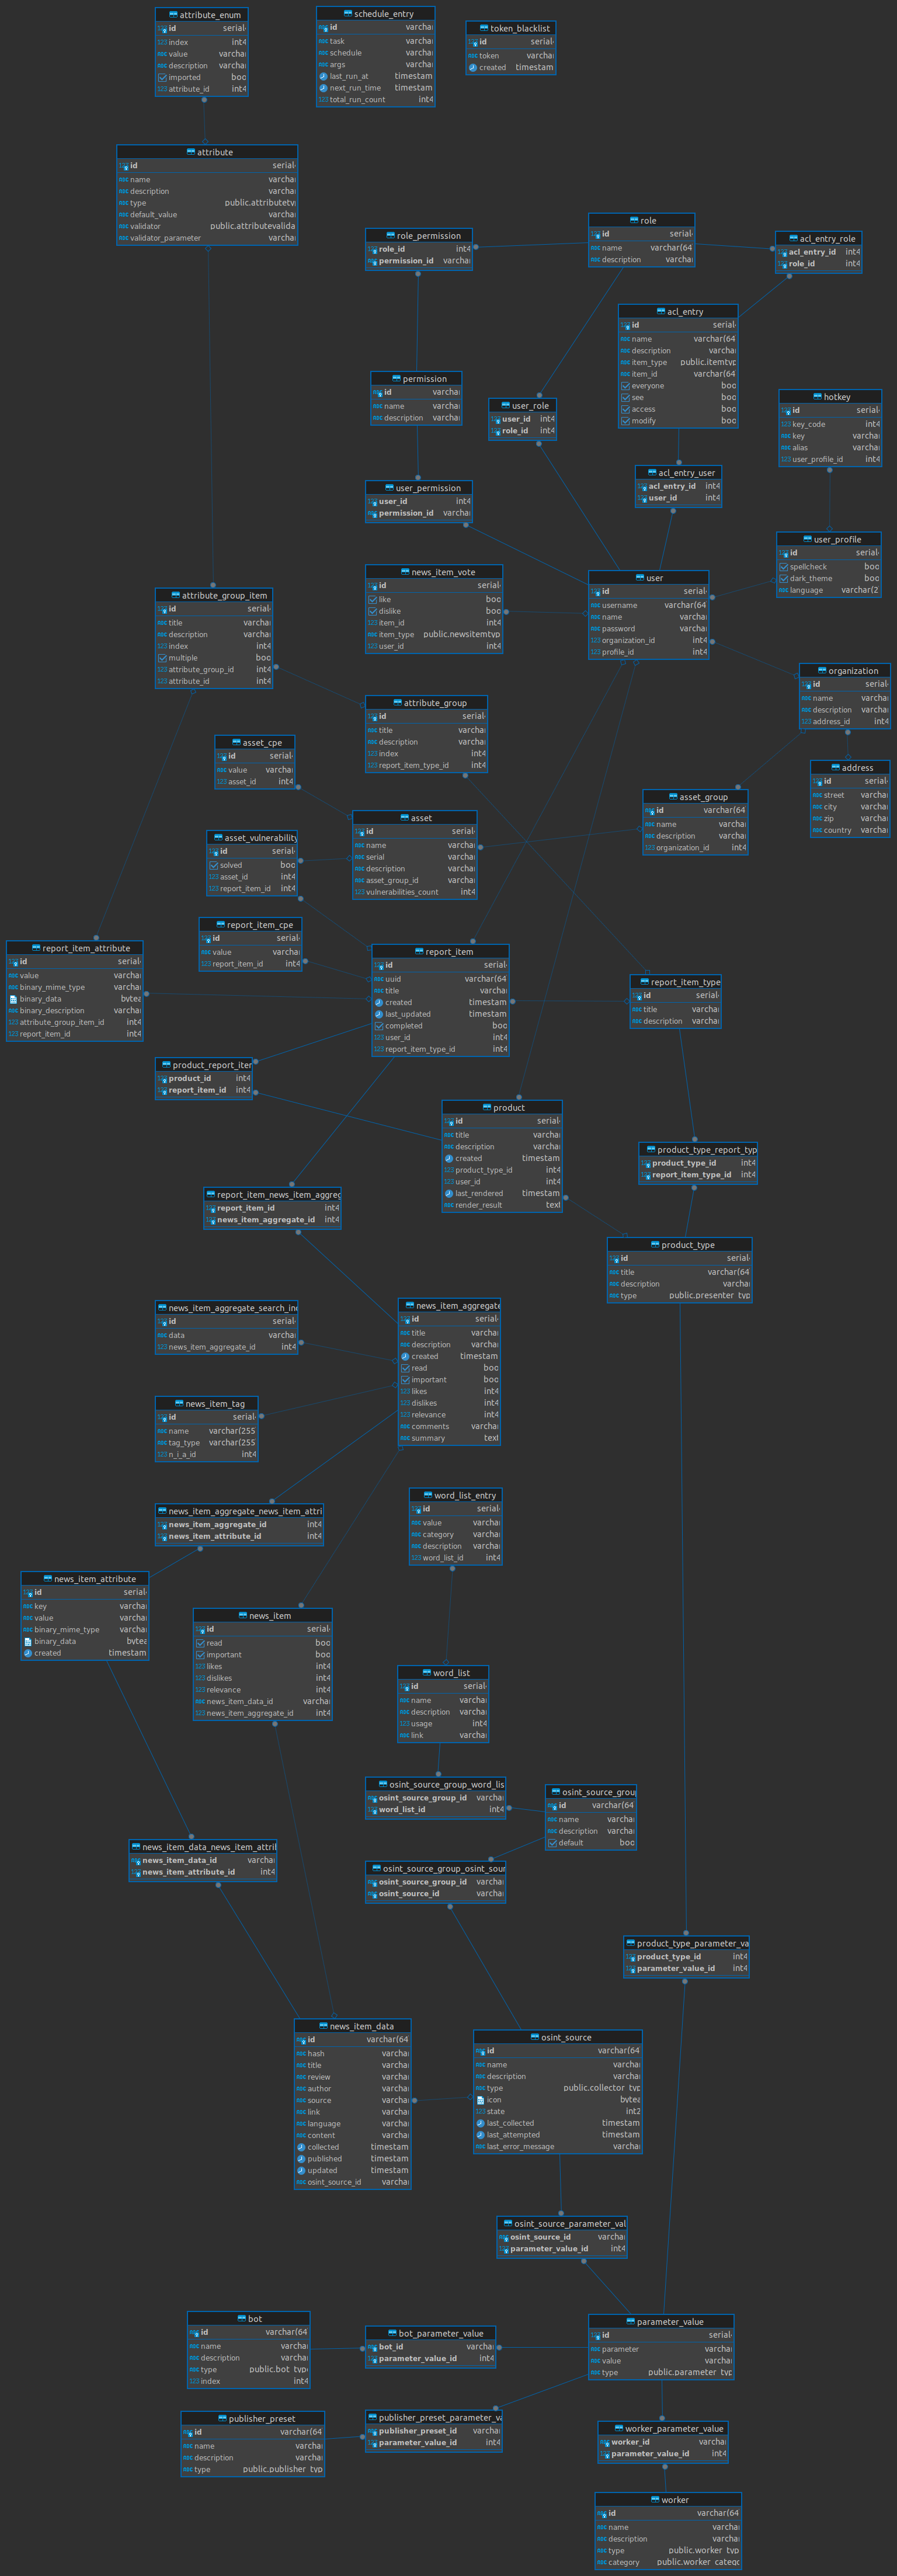 attribute_enum
id serial
index int4
value varchar
description varchar
imported bool
attribute_id int4
schedule_entry
id varchar
task varchar
schedule varchar
args varchar
last_run_at timestam
next_run_time timestam
total_run_count int4
token_blacklist
id serial
token varchar
created timestam
attribute
id serial
name varchar
description varchar
type public.attributety
default_value varchar
validator public.attributevalida
validator_parameter varchar
role_permission
role_id int4
permission_id varchar
role
id serial
name varchar(64
description varchar
acl_entry_role
acl_entry_id int4
role_id int4
acl_entry
id serial
name varchar(64
description varchar
item_type public.itemtyp
item_id varchar(64
everyone bool
see bool
access bool
modify bool
permission
id varchar
name varchar
description varchar
user_role
user_id int4
role_id int4
hotkey
id serial
key_code int4
key varchar
alias varchar
user_profile_id int4
acl_entry_user
acl_entry_id int4
user_id int4
user_permission
user_id int4
permission_id varchar
user_profile
id serial
spellcheck bool
dark_theme bool
language varchar(2
news_item_vote
id serial
like bool
dislike bool
item_id int4
item_type public.newsitemtyp
user_id int4
user
id serial
username varchar(64
name varchar
password varchar
organization_id int4
profile_id int4
attribute_group_item
id serial
title varchar
description varchar
index int4
multiple bool
attribute_group_id int4
attribute_id int4
organization
id serial
name varchar
description varchar
address_id int4
attribute_group
id serial
title varchar
description varchar
index int4
report_item_type_id int4
asset_cpe
id serial
value varchar
asset_id int4
address
id serial
street varchar
city varchar
zip varchar
country varchar
asset_group
id varchar(64
name varchar
description varchar
organization_id int4
asset
id serial
name varchar
serial varchar
description varchar
asset_group_id varchar
vulnerabilities_count int4
asset_vulnerability
id serial
solved bool
asset_id int4
report_item_id int4
report_item_cpe
id serial
value varchar
report_item_id int4
report_item_attribute
id serial
value varchar
binary_mime_type varchar
binary_data bytea
binary_description varchar
attribute_group_item_id int4
report_item_id int4
report_item
id serial
uuid varchar(64
title varchar
created timestam
last_updated timestam
completed bool
user_id int4
report_item_type_id int4
report_item_type
id serial
title varchar
description varchar
product_report_iten
product_id int4
report_item_id int4
product
id serial
title varchar
description varchar
created timestam
product_type_id int4
user_id int4
last_rendered timestam
render_result text
product_type_report_typ
product_type_id int4
report_item_type_id int4
report_item_news_item_aggreg
report_item_id int4
news_item_aggregate_id int4
product_type
id serial
title varchar(64
description varchar
type public.presenter_typ
news_item_aggregate_search_ind
id serial
data varchar
news_item_aggregate_id int4
news_item_aggregate
id serial
title varchar
description varchar
created timestam
read bool
important bool
likes int4
dislikes int4
relevance int4
comments varchar
summary text
news_item_tag
id serial
name varchar(255
tag_type varchar(255
n_i_a_id int4
news_item_aggregate_news_item_attri
news_item_aggregate_id int4
news_item_attribute_id int4
word_list_entry
id serial
value varchar
category varchar
description varchar
word_list_id int4
news_item_attribute
id serial
key varchar
value varchar
binary_mime_type varchar
binary_data bytea
created timestam
news_item
id serial
read bool
important bool
likes int4
dislikes int4
relevance int4
news_item_data_id varchar
news_item_aggregate_id int4
word_list
id serial
name varchar
description varchar
usage int4
link varchar
osint_source_group_word_lis
osint_source_group_id varchar
word_list_id int4
osint_source_group
id varchar(64
name varchar
description varchar
default bool
news_item_data_news_item_attrib
news_item_data_id varchar
news_item_attribute_id int4
osint_source_group_osint_sour
osint_source_group_id varchar
osint_source_id varchar
product_type_parameter_va
product_type_id int4
parameter_value_id int4
news_item_data
id varchar(64
hash varchar
title varchar
review varchar
author varchar
source varchar
link varchar
language varchar
content varchar
collected timestam
published timestam
updated timestam
osint_source_id varchar
osint_source
id varchar(64
name varchar
description varchar
type public.collector_typ
icon bytea
state int2
last_collected timestam
last_attempted timestam
last_error_message varchar
osint_source_parameter_val
osint_source_id varchar
parameter_value_id int4
bot
id varchar(64
name varchar
description varchar
type public.bot_type
index int4
bot_parameter_value
bot_id varchar
parameter_value_id int4
parameter_value
id serial
parameter varchar
value varchar
type public.parameter_typ
publisher_preset
id varchar(64
name varchar
description varchar
type public.publisher_typ
publisher_preset_parameter_va
publisher_preset_id varchar
parameter_value_id int4
worker_parameter_value
worker_id varchar
parameter_value_id int4
worker
id varchar(64
name varchar
description varchar
type public.worker_typ
category public.worker_catego